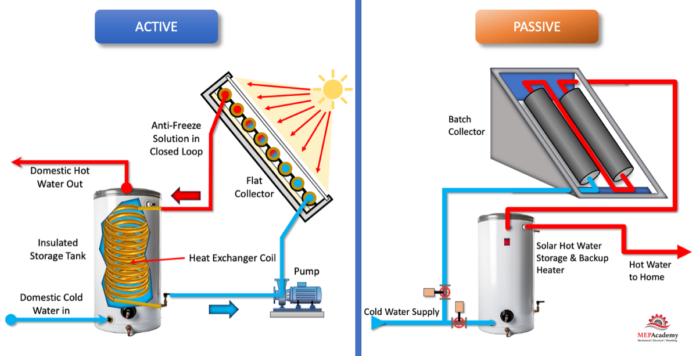 ACTIVE
Anti-Freeze
Solution in
Closed Loop
Domestic Hot
Water Out
Flat
Collector
Insulated
Storage Tank
Heat Exchanger Coil
Pump
Domestic Cold
Water in
PASSIVE
Batch
Collector
Solar Hot Water
Storage & Backup
Heater
Hot Water
to Home
Cold Water Supply
MEPAcademy